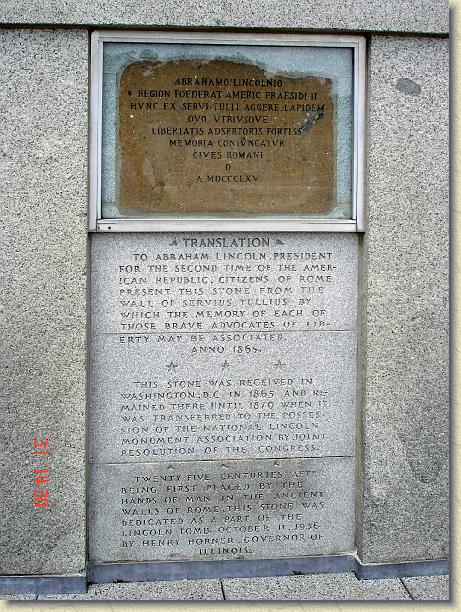 ABRAHAMO LINCOLNIO
REGION FOEDERAT AMERIC PRAESIDI II
HVNC EX SERVI TULLI AGGERE LAPIDEM
QVO VTRIVSQVE
LIBERTATIS ADSERTORIS FORTISS
MEMORIA CONIVNCATVR
CIVES ROMANI
D
A MDCCCLXV
TRANSLATION
TO ABRAHAM LINCOLN, PRESIDENT
FOR THE SECOND TIME OF THE AMER-
ICAN REPUBLIC, CITIZENS OF ROME
PRESENT THIS STONE FROM THE
WALL OF SERVIUS TULLIUS BY
WHICH THE MEMORY OF EACH OF
THOSE BRAVE ADVOCATES OF LIB-
ERTY MAY BE ASSOCIATED.
ANNO 1865.
THIS STONE WAS RECEIVED IN
WASHINGTON, D.C. IN 1865 AND RE-
MAINED THERE UNTIL 1870 WHEN IT
WAS TRANSFERRED TO THE POSSES-
SION OF THE NATIONAL LINCOLN
MONUMENT ASSOCIATION BY JOINT
RESOLUTION OF THE CONGRESS.
TWENTY-FIVE CENTURIES AFTER
BEING FIRST PLACED BY THE
HANDS OF MAN IN THE ANCIENT
WALLS OF ROME, THIS STONE WAS
DEDICATED AS A PART OF THE
LINCOLN TOMB OCTOBER 11, 1936
BY HENRY HORNER, GOVERNOR OF
ILLINOIS.